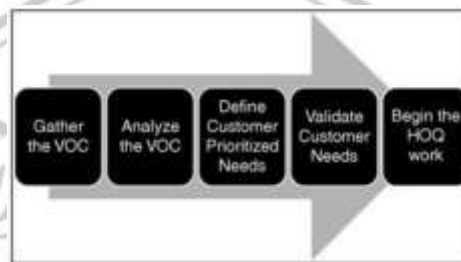 Gather
the VOC
Analyze
the VOC
Define
Customer
Prioritized
Needs
Validate
Customer
Needs
Begin the
HOQ
work